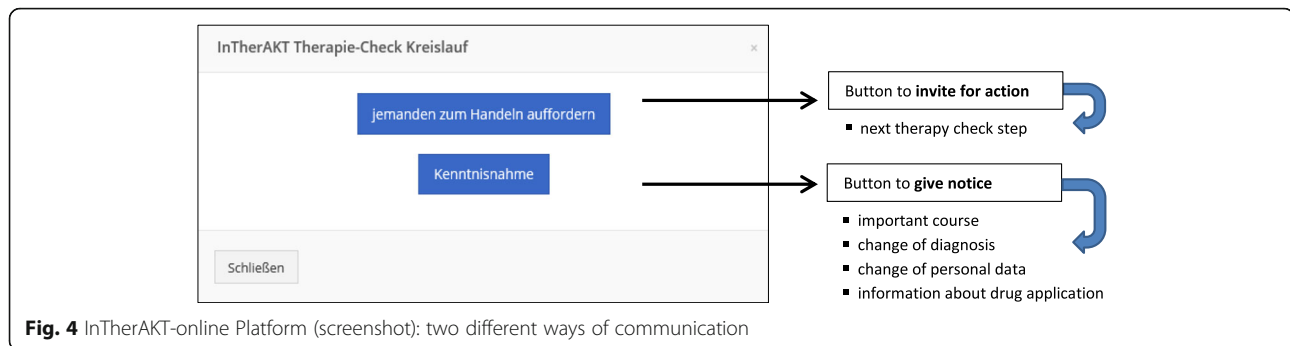 InTherAKT Therapie-Check Kreislauf ×
jemanden zum Handeln auffordern
Kenntnisnahme
Schließen
Button to invite for action
▪ next therapy check step
Button to give notice
▪ important course
▪ change of diagnosis
▪ change of personal data
▪ information about drug application
Fig. 4 InTherAKT-online Platform (screenshot): two different ways of communication